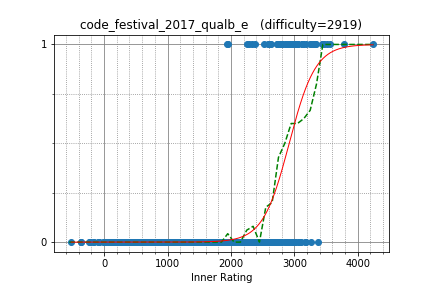 code_festival_2017_qualb_e (difficulty=2919)
1
0
0 1000 2000 3000 4000
Inner Rating